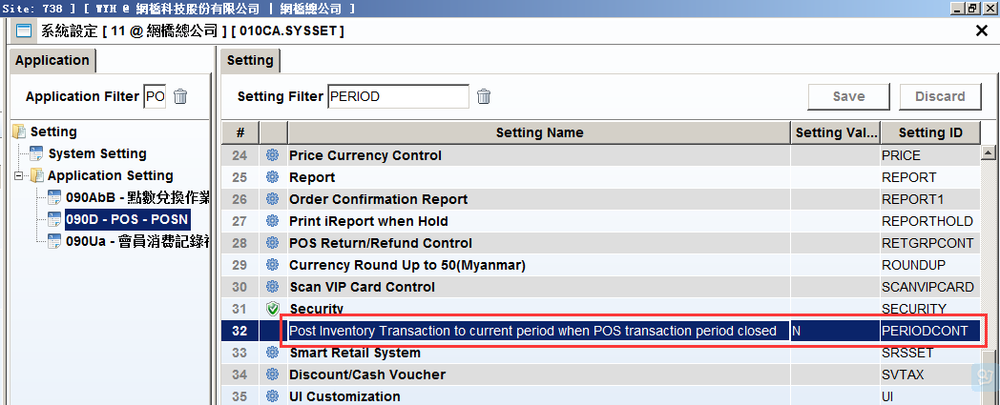 Site: 738 ] [ WYH @ 網橋科技股份有限公司 | 網橋總公司 ]
系統設定 [ 11 @ 網橋總公司 ] [ 010CA.SYSSET ]
Application
Application Filter PO
Setting
System Setting
Application Setting
090AbB - 點數兌換作業
090D - POS - POSN
090Ua - 會員消費記錄
Setting
Setting Filter PERIOD
Save Discard
# Setting Name Setting Val... Setting ID
24 Price Currency Control PRICE
25 Report REPORT
26 Order Confirmation Report REPORT1
27 Print iReport when Hold REPORTHOLD
28 POS Return/Refund Control RETGRPCONT
29 Currency Round Up to 50(Myanmar) ROUNDUP
30 Scan VIP Card Control SCANVIPCARD
31 Security SECURITY
32 Post Inventory Transaction to current period when POS transaction period closed N PERIODCONT
33 Smart Retail System SRSSET
34 Discount/Cash Voucher SVTAX
35 UI Customization UI